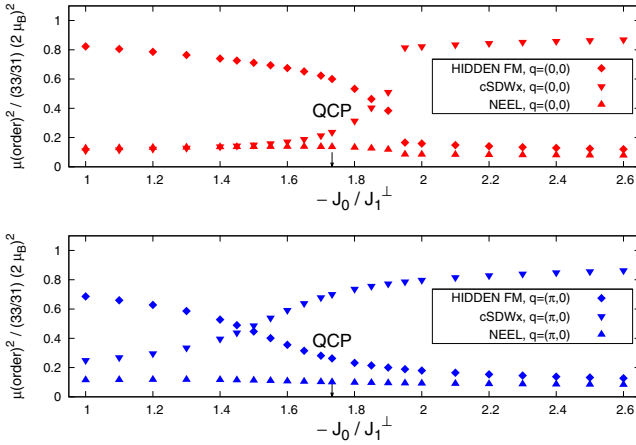 μ(order)² / (33/31) (2 μ_B)²
1
0.8
0.6
0.4
0.2
0
HIDDEN FM, q=(0,0)
cSDWx, q=(0,0)
NEEL, q=(0,0)
QCP
1 1.2 1.4 1.6 1.8 2 2.2 2.4 2.6
– J₀ / J₁^⊥
μ(order)² / (33/31) (2 μ_B)²
1
0.8
0.6
0.4
0.2
0
HIDDEN FM, q=(π,0)
cSDWx, q=(π,0)
NEEL, q=(π,0)
QCP
1 1.2 1.4 1.6 1.8 2 2.2 2.4 2.6
– J₀ / J₁^⊥